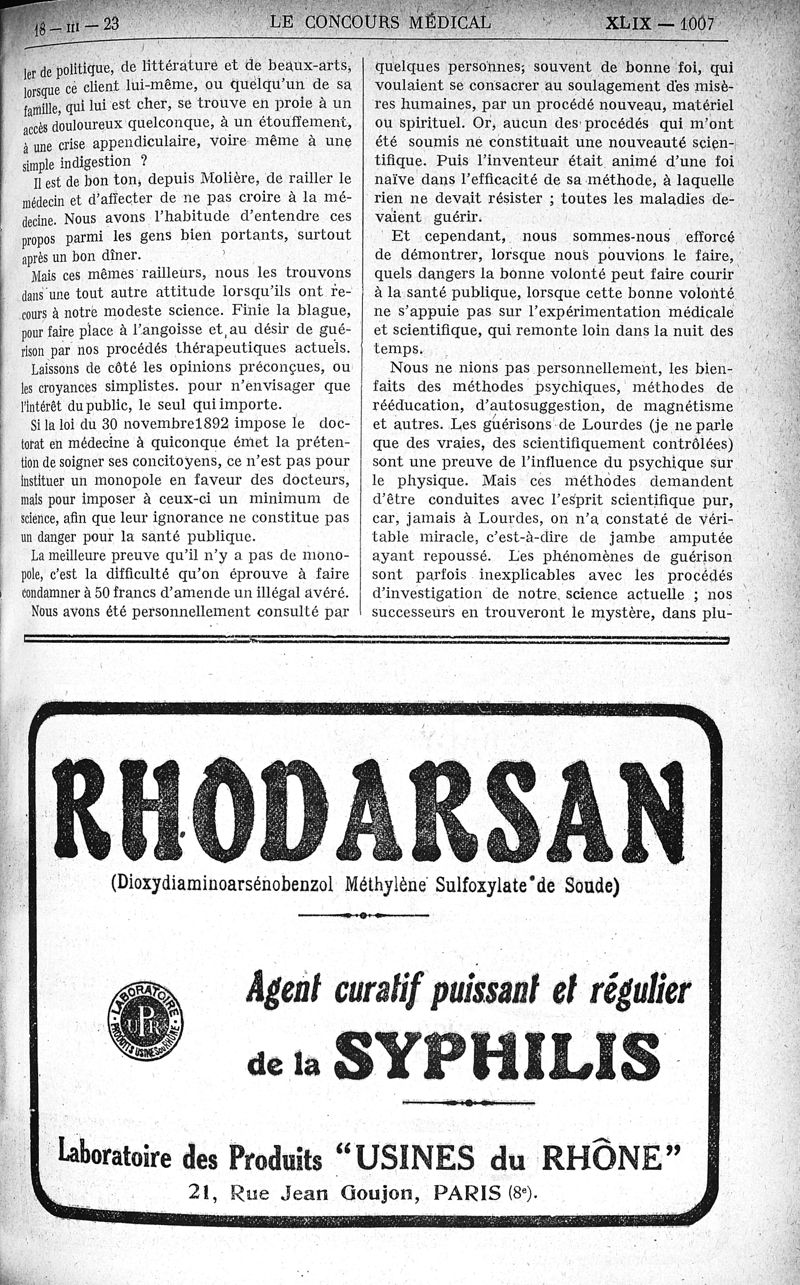 18 — III — 23
LE CONCOURS MÉDICAL
XLIX — 1007
ler de politique, de littérature et de beaux-arts,
lorsque ce client lui-même, ou quelqu'un de sa
famille, qui lui est cher, se trouve en proie à un
accès douloureux quelconque, à un étouffement,
à une crise appendiculaire, voire même à une
simple indigestion ?
Il est de bon ton, depuis Molière, de railler le
médecin et d'affecter de ne pas croire à la mé-
decine. Nous avons l'habitude d'entendre ces
propos parmi les gens bien portants, surtout
après un bon dîner.
Mais ces mêmes railleurs, nous les trouvons
dans une tout autre attitude lorsqu'ils ont re-
cours à notre modeste science. Finie la blague,
pour faire place à l'angoisse et au désir de gué-
rison par nos procédés thérapeutiques actuels.
Laissons de côté les opinions préconçues, ou
les croyances simplistes. pour n'envisager que
l'intérêt du public, le seul qui importe.
Si la loi du 30 novembre1892 impose le doc-
torat en médecine à quiconque émet la préten-
tion de soigner ses concitoyens, ce n'est pas pour
instituer un monopole en faveur des docteurs,
mais pour imposer à ceux-ci un minimum de
science, afin que leur ignorance ne constitue pas
un danger pour la santé publique.
La meilleure preuve qu'il n'y a pas de mono-
pole, c'est la difficulté qu'on éprouve à faire
condamner à 50 francs d'amende un illégal avéré.
Nous avons été personnellement consulté par
quelques personnes, souvent de bonne foi, qui
voulaient se consacrer au soulagement des misè-
res humaines, par un procédé nouveau, matériel
ou spirituel. Or, aucun des procédés qui m'ont
été soumis ne constituait une nouveauté scien-
tifique. Puis l'inventeur était animé d'une foi
naïve dans l'efficacité de sa méthode, à laquelle
rien ne devait résister ; toutes les maladies de-
vaient guérir.
Et cependant, nous sommes-nous efforcé
de démontrer, lorsque nous pouvions le faire,
quels dangers la bonne volonté peut faire courir
à la santé publique, lorsque cette bonne volonté
ne s'appuie pas sur l'expérimentation médicale
et scientifique, qui remonte loin dans la nuit des
temps.
Nous ne nions pas personnellement, les bien-
faits des méthodes psychiques, méthodes de
rééducation, d'autosuggestion, de magnétisme
et autres. Les guérisons de Lourdes (je ne parle
que des vraies, des scientifiquement contrôlées)
sont une preuve de l'influence du psychique sur
le physique. Mais ces méthodes demandent
d'être conduites avec l'esprit scientifique pur,
car, jamais à Lourdes, on n'a constaté de véri-
table miracle, c'est-à-dire de jambe amputée
ayant repoussé. Les phénomènes de guérison
sont parfois inexplicables avec les procédés
d'investigation de notre science actuelle ; nos
successeurs en trouveront le mystère, dans plu-
RHODARSAN
(Dioxydiaminoarsénobenzol Méthylène Sulfoxylate de Soude)
LABORATOIRE
UPR
PRODUITS USINES DU RHÔNE
Agent curatif puissant et régulier
de la SYPHILIS
Laboratoire des Produits "USINES du RHÔNE"
21, Rue Jean Goujon, PARIS (8e).